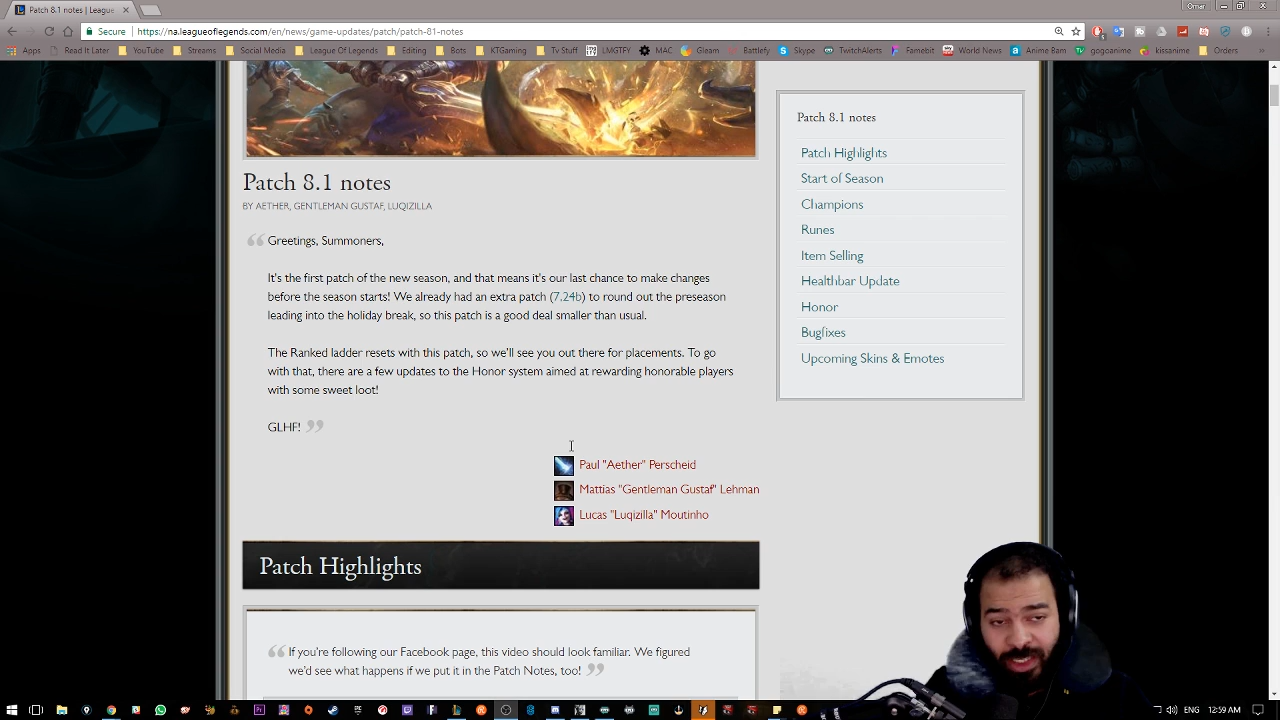 Patch 8.1 notes | League
Omar
Secure
https://na.leagueoflegends.com/en/news/game-updates/patch/patch-81-notes
Apps
Read It Later
YouTube
Streams
Social Media
League Of Legends
Editing
Bots
KTGaming
Tv Stuff
LMGTFY
MAC
Gleam
Battlefy
Skype
TwitchAlerts
Famebit
World News
Anime Bam
gogoanime
kissanime
Orders
Patch 8.1 notes
BY AETHER, GENTLEMAN GUSTAF, LUQIZILLA
“ Greetings, Summoners,
It's the first patch of the new season, and that means it's our last chance to make changes
before the season starts! We already had an extra patch (7.24b) to round out the preseason
leading into the holiday break, so this patch is a good deal smaller than usual.
The Ranked ladder resets with this patch, so we'll see you out there for placements. To go
with that, there are a few updates to the Honor system aimed at rewarding honorable players
with some sweet loot!
GLHF! ”
Paul "Aether" Perscheid
Mattias "Gentleman Gustaf" Lehman
Lucas "Luqizilla" Moutinho
Patch Highlights
“ If you're following our Facebook page, this video should look familiar. We figured
we'd see what happens if we put it in the Patch Notes, too! ”
Patch 8.1 notes
Patch Highlights
Start of Season
Champions
Runes
Item Selling
Healthbar Update
Honor
Bugfixes
Upcoming Skins & Emotes
ENG
12:59 AM